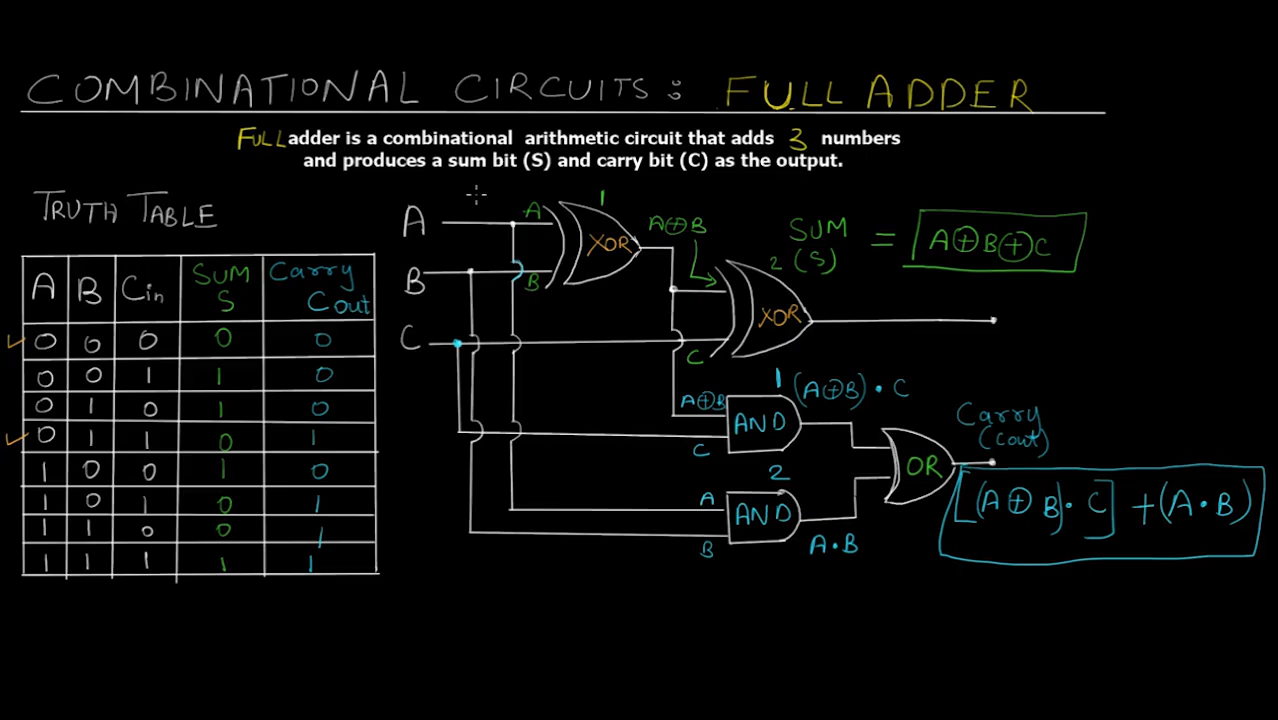 COMBINATIONAL CIRCUITS: FULL ADDER
FULL adder is a combinational arithmetic circuit that adds 3 numbers
and produces a sum bit (S) and carry bit (C) as the output.
TRUTH TABLE
A B Cin SUM S Carry Cout
0 0 0 0 0
0 0 1 1 0
0 1 0 1 0
0 1 1 0 1
1 0 0 1 0
1 0 1 0 1
1 1 0 0 1
1 1 1 1 1
A
B
C
A
B
1
XOR
A⊕B
C
2
XOR
SUM
(S)
= A⊕B⊕C
A⊕B
C
1
AND
(A⊕B)·C
A
B
2
AND
A·B
OR
Carry
(Cout)
[(A⊕B)·C]+(A·B)